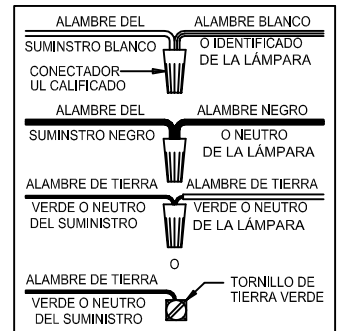 ALAMBRE DEL
ALAMBRE BLANCO
SUMINSTRO BLANCO
O IDENTIFICADO
DE LA LÁMPARA
CONECTADOR
UL CALIFICADO
ALAMBRE DEL
ALAMBRE NEGRO
SUMINSTRO NEGRO
O NEUTRO
DE LA LÁMPARA
ALAMBRE DE TIERRA
ALAMBRE DE TIERRA
VERDE O NEUTRO
DEL SUMINISTRO
VERDE O NEUTRO
DE LA LÁMPARA
O
ALAMBRE DE TIERRA
VERDE O NEUTRO
DEL SUMINISTRO
TORNILLO DE
TIERRA VERDE